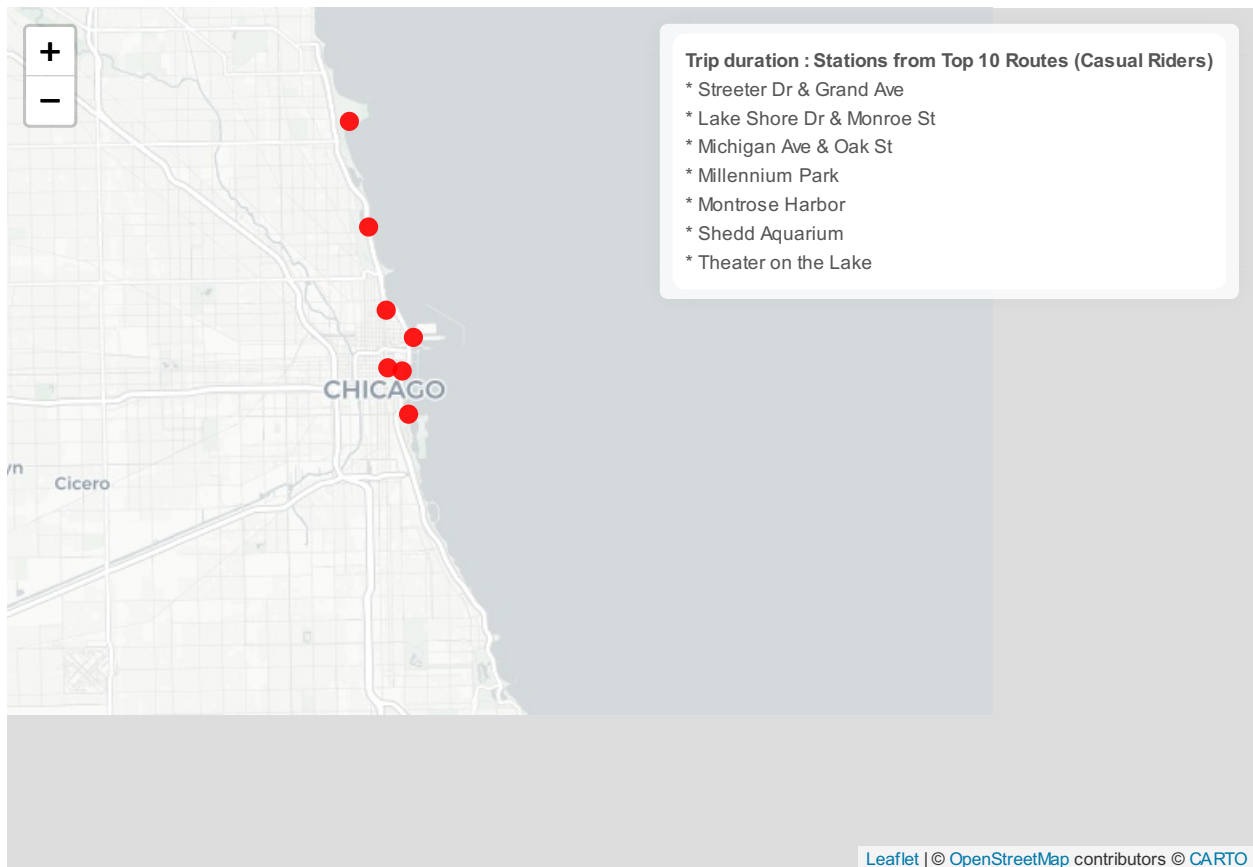 +
−
Trip duration : Stations from Top 10 Routes (Casual Riders)
* Streeter Dr & Grand Ave
* Lake Shore Dr & Monroe St
* Michigan Ave & Oak St
* Millennium Park
* Montrose Harbor
* Shedd Aquarium
* Theater on the Lake
CHICAGO
yn
Cicero
Leaflet | © OpenStreetMap contributors © CARTO